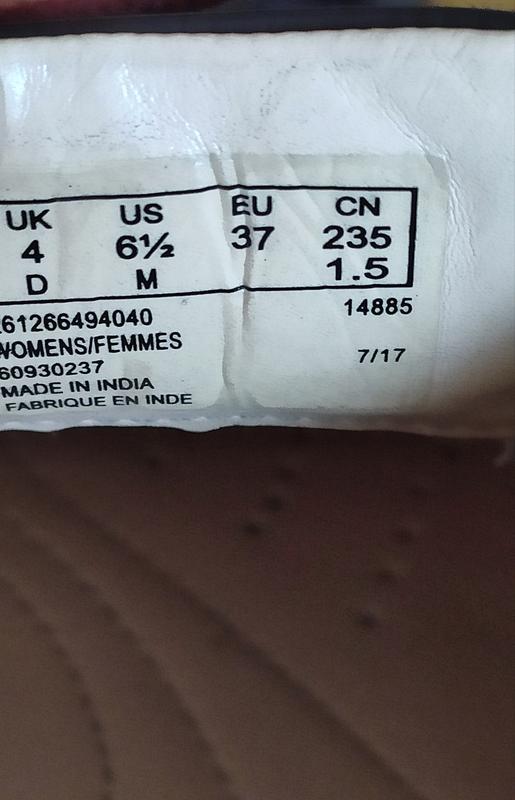 UK US EU CN
4 6½ 37 235
D M 1.5
14885
261266494040
WOMENS/FEMMES
7/17
60930237
MADE IN INDIA
FABRIQUE EN INDE